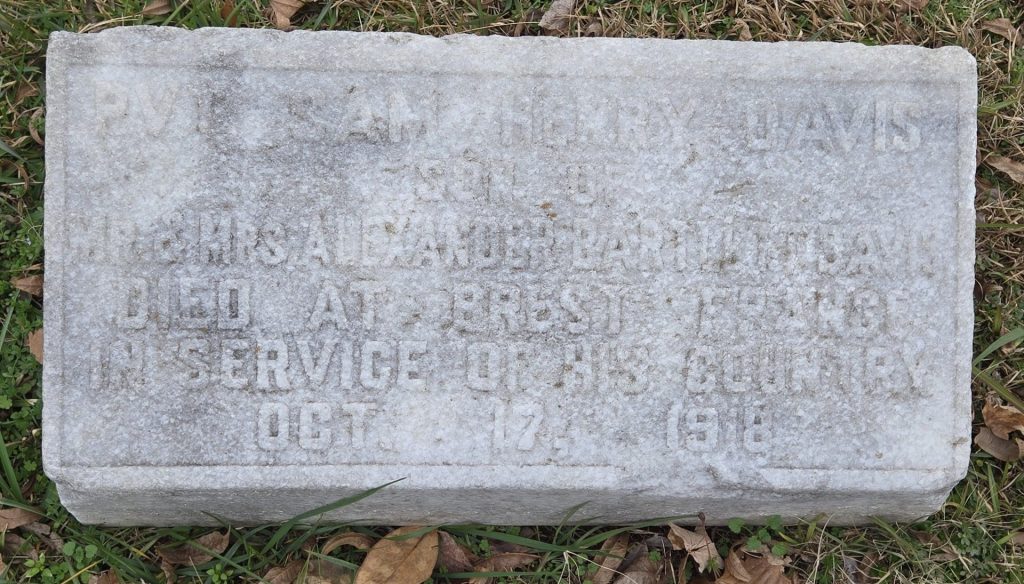 PVT. SAM HENRY DAVIS
SON OF
MR. & MRS. ALEXANDER DAVIS
DIED AT BREST FRANCE
IN SERVICE OF HIS COUNTRY
OCT. 17. 1918